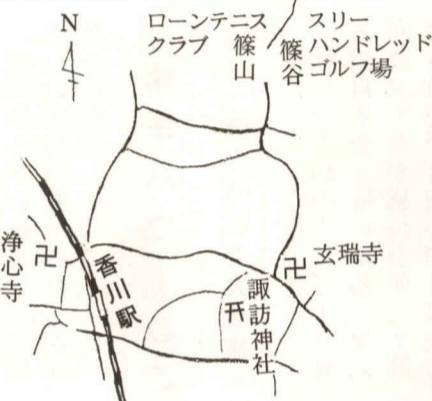 N
ローンテニス
クラブ
篠山
篠谷
スリー
ハンドレッド
ゴルフ場
浄心寺
卍
香川駅
卍
玄瑞寺
諏訪神社